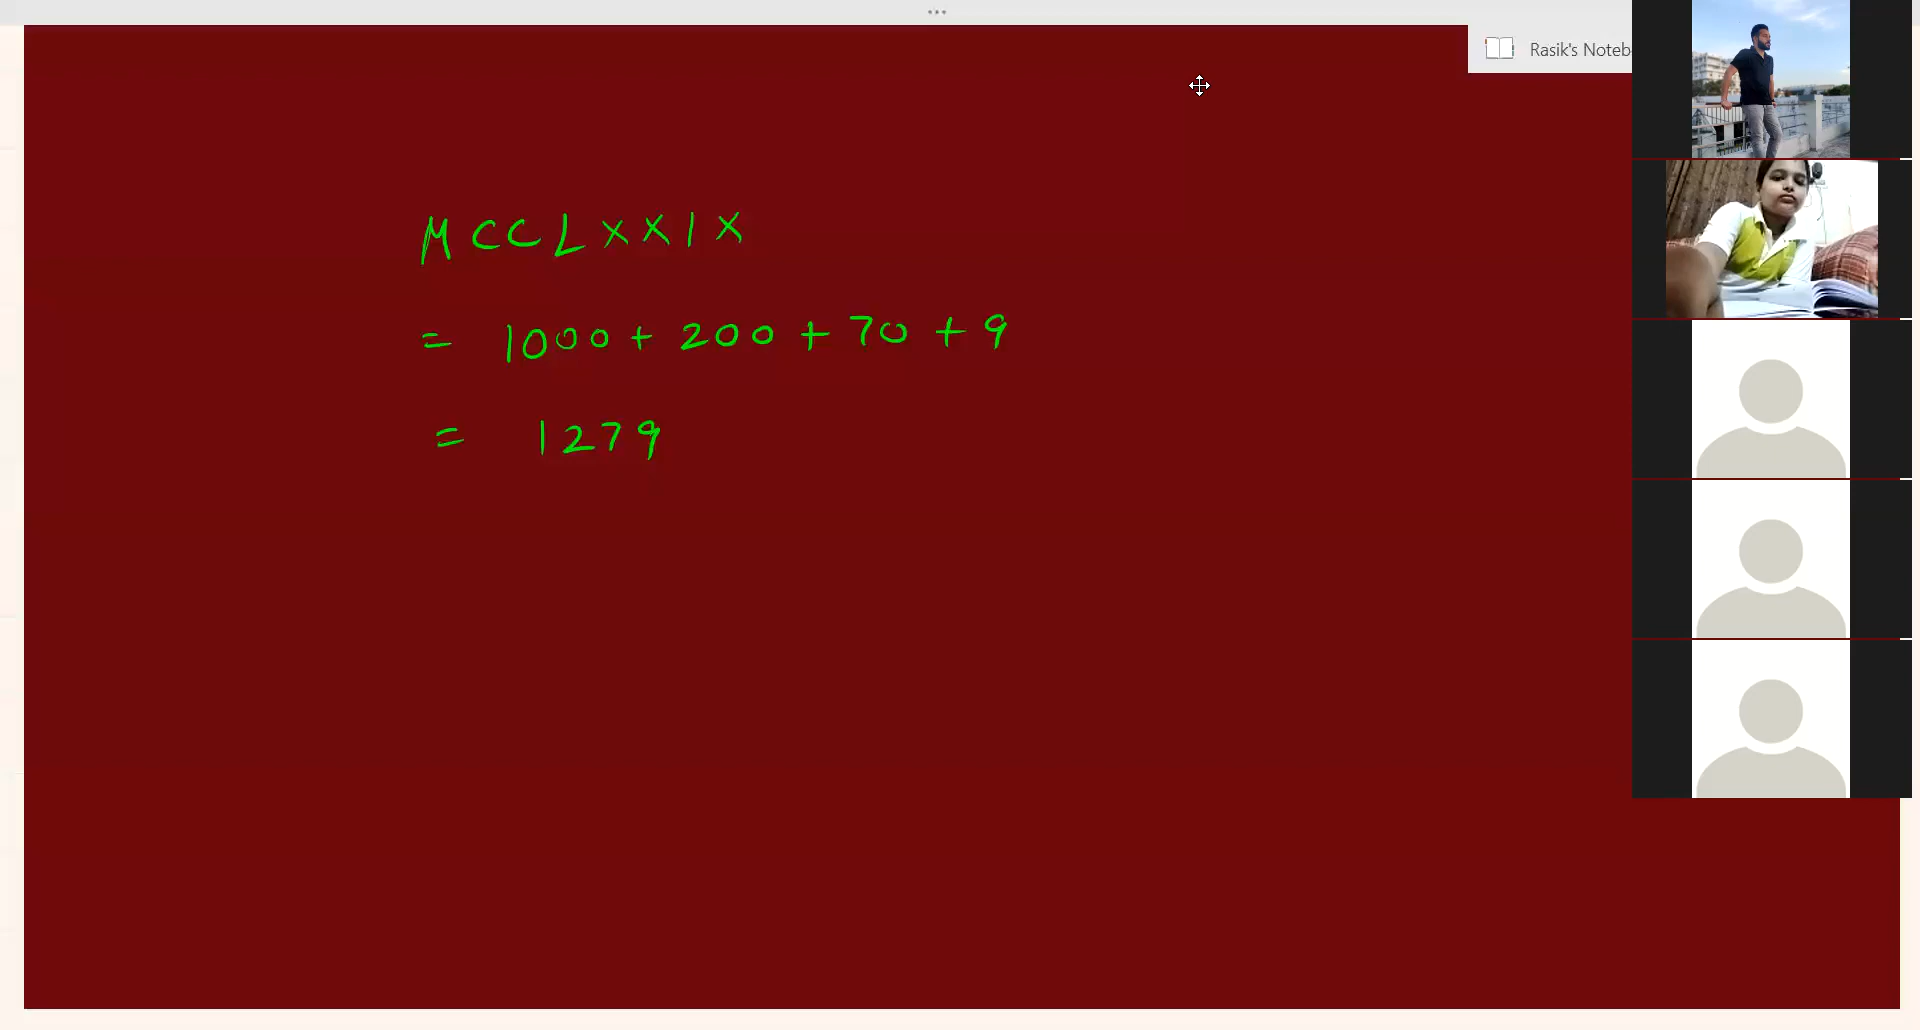 Rasik's Noteb
MCCLXXIX
= 1000 + 200 + 70 + 9
= 1279